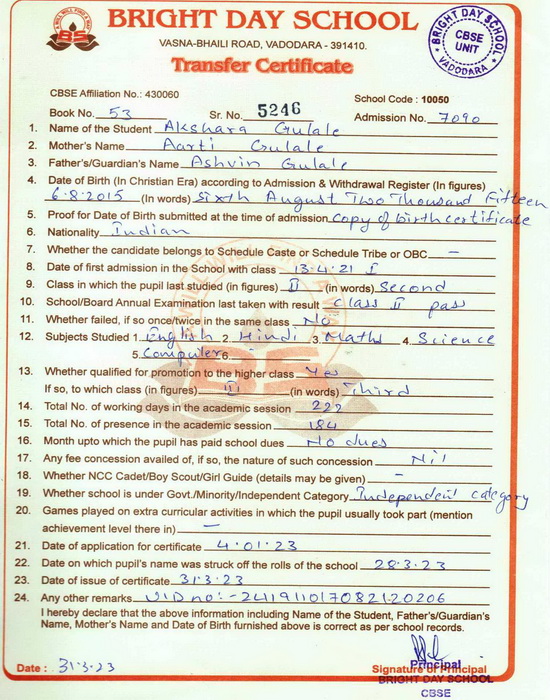 BRIGHT DAY SCHOOL
VASNA-BHAILI ROAD, VADODARA - 391410.
Transfer Certificate
BRIGHT DAY SCHOOL
CBSE
UNIT
VADODARA
CBSE Affiliation No.: 430060
School Code : 10050
Book No. 53 Sr. No. 5246 Admission No. 7090
1. Name of the Student Akshara Gulale
2. Mother's Name Aarti Gulale
3. Father's/Guardian's Name Ashvin Gulale
4. Date of Birth (In Christian Era) according to Admission & Withdrawal Register (In figures)
6.8.2015 (In words) Sixth August Two Thousand Fifteen
5. Proof for Date of Birth submitted at the time of admission Copy of birth certificate
6. Nationality Indian
7. Whether the candidate belongs to Schedule Caste or Schedule Tribe or OBC –
8. Date of first admission in the School with class 13.4.21 I
9. Class in which the pupil last studied (in figures) II (in words) Second
10. School/Board Annual Examination last taken with result Class II pass
11. Whether failed, if so once/twice in the same class No
12. Subjects Studied 1. English 2. Hindi 3. Maths 4. Science
5. Computer 6.
13. Whether qualified for promotion to the higher class Yes
If so, to which class (in figures) III (in words) Third
14. Total No. of working days in the academic session 222
15. Total No. of presence in the academic session 184
16. Month upto which the pupil has paid school dues No dues
17. Any fee concession availed of, if so, the nature of such concession Nil
18. Whether NCC Cadet/Boy Scout/Girl Guide (details may be given) –
19. Whether school is under Govt./Minority/Independent Category Independent category
20. Games played on extra curricular activities in which the pupil usually took part (mention
achievement level there in) –
21. Date of application for certificate 4.01.23
22. Date on which pupil's name was struck off the rolls of the school 28.3.23
23. Date of issue of certificate 31.3.23
24. Any other remarks UID no:- 241911017082120206
I hereby declare that the above information including Name of the Student, Father's/Guardian's
Name, Mother's Name and Date of Birth furnished above is correct as per school records.
Date : 31.3.23
Signature of Principal
Principal
BRIGHT DAY SCHOOL
CBSE